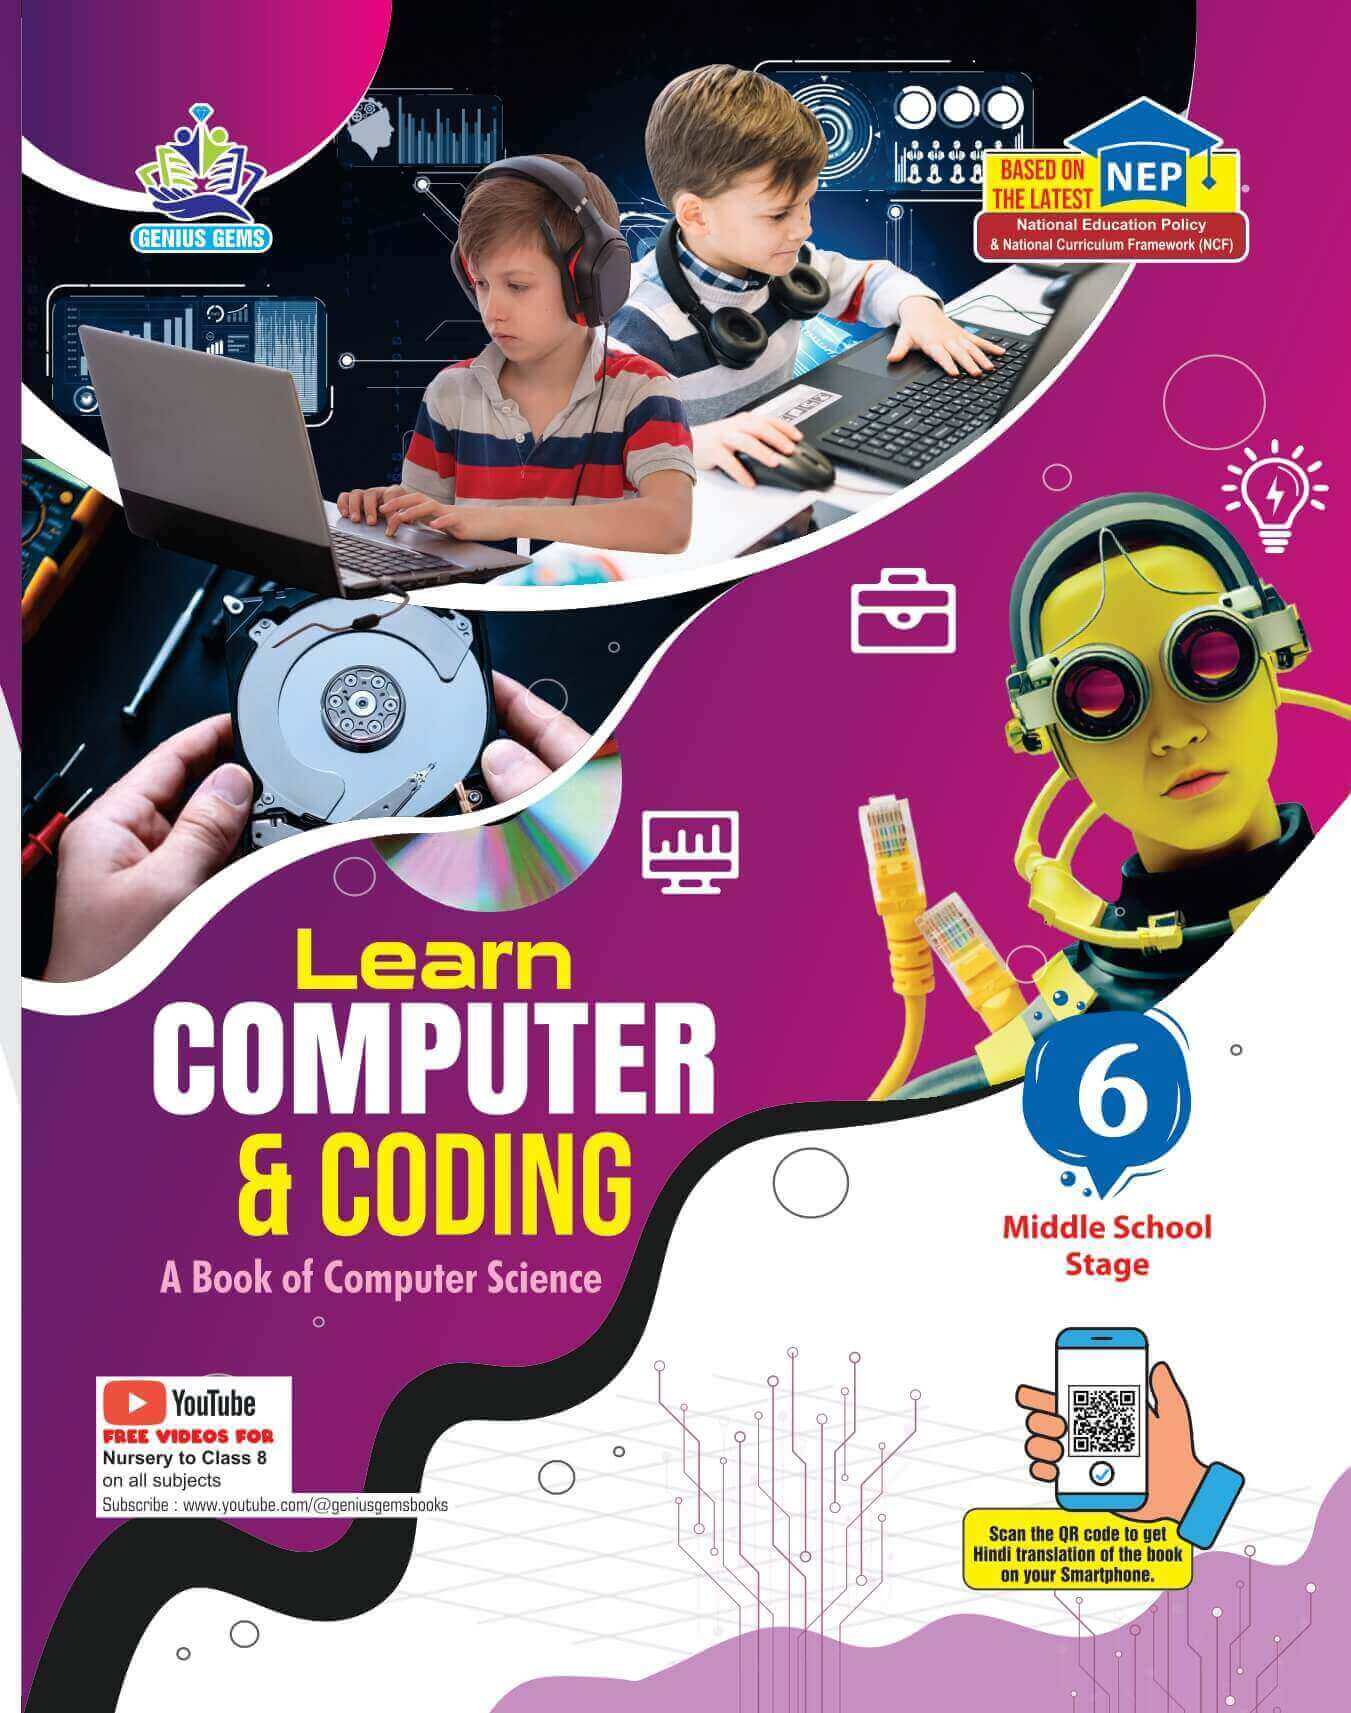 GENIUS GEMS
BASED ON
THE LATEST
NEP
National Education Policy
& National Curriculum Framework (NCF)
Learn
COMPUTER
& CODING
A Book of Computer Science
6
Middle School
Stage
YouTube
FREE VIDEOS FOR
Nursery to Class 8
on all subjects
Subscribe : www.youtube.com/@geniusgemsbooks
Scan the QR code to get
Hindi translation of the book
on your Smartphone.